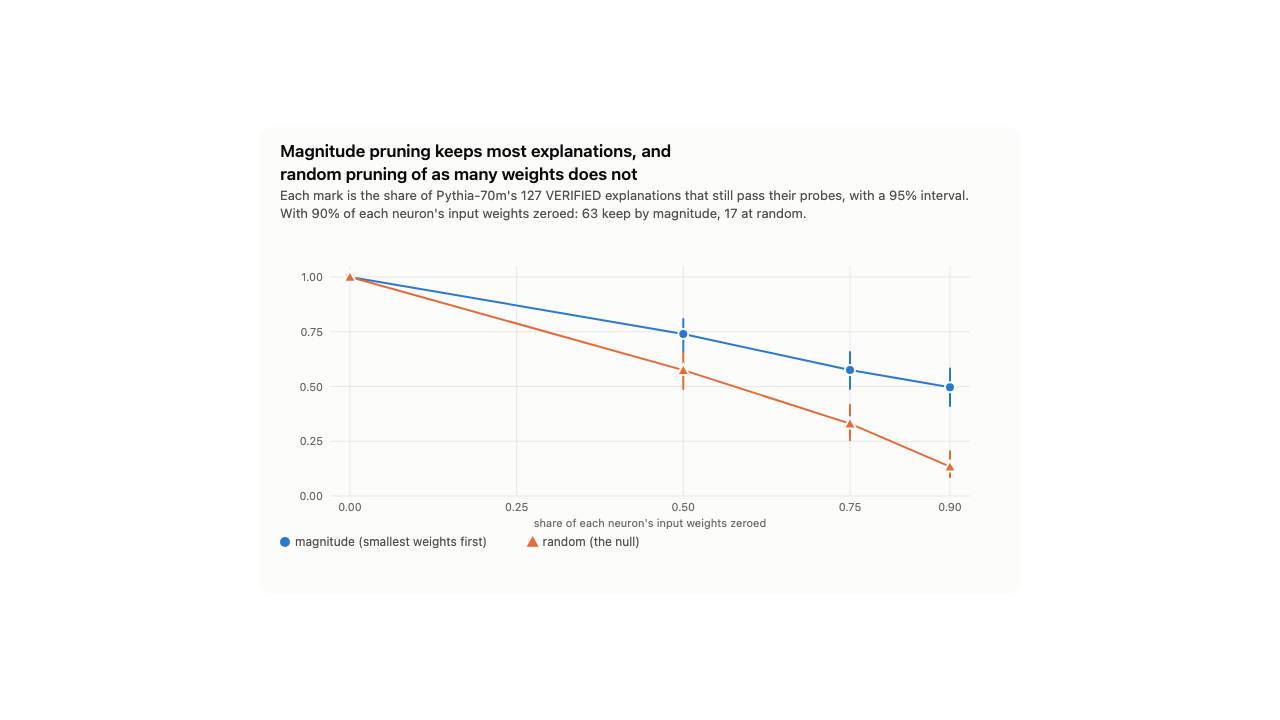 Magnitude pruning keeps most explanations, and
random pruning of as many weights does not
Each mark is the share of Pythia-70m's 127 VERIFIED explanations that still pass their probes, with a 95% interval.
With 90% of each neuron's input weights zeroed: 63 keep by magnitude, 17 at random.
1.00
0.75
0.50
0.25
0.00
0.00 0.25 0.50 0.75 0.90
share of each neuron's input weights zeroed
magnitude (smallest weights first) random (the null)